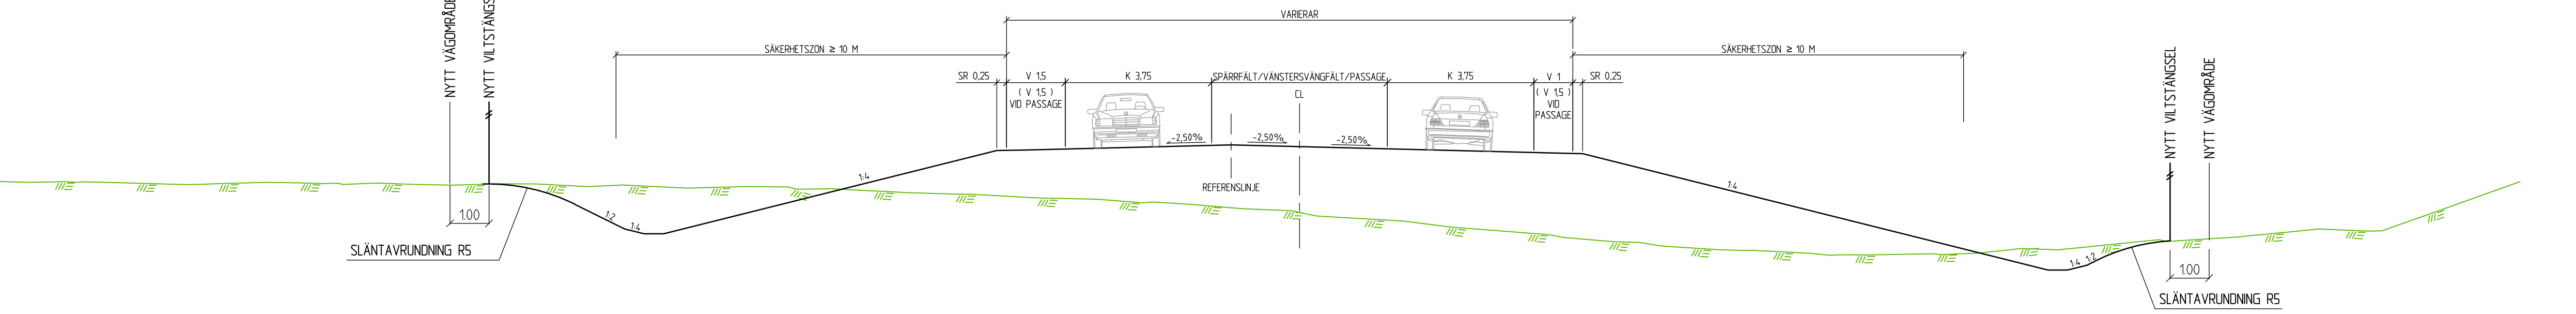 NYTT VÄGOMRÅDE
VARIERAR
SÄKERHETSZON ≥ 10 M
SÄKERHETSZON ≥ 10 M
NYTT VILTSTÄNGSEL
NYTT VÄGOMRÅDE
SR 0,25
V 1,5
K 3,75
SPÄRRFÄLT/VÄNSTERSVÄNGFÄLT/PASSAGE
K 3,75
V 1
SR 0,25
( V 1,5 )
VID PASSAGE
CL
( V 1,5 )
VID
PASSAGE
-2,50%
-2,50%
-2,50%
1:4
REFERENSLINJE
1:4
1.00
1:2
1:4
SLÄNTAVRUNDNING R5
1:4
1:2
1.00
SLÄNTAVRUNDNING R5